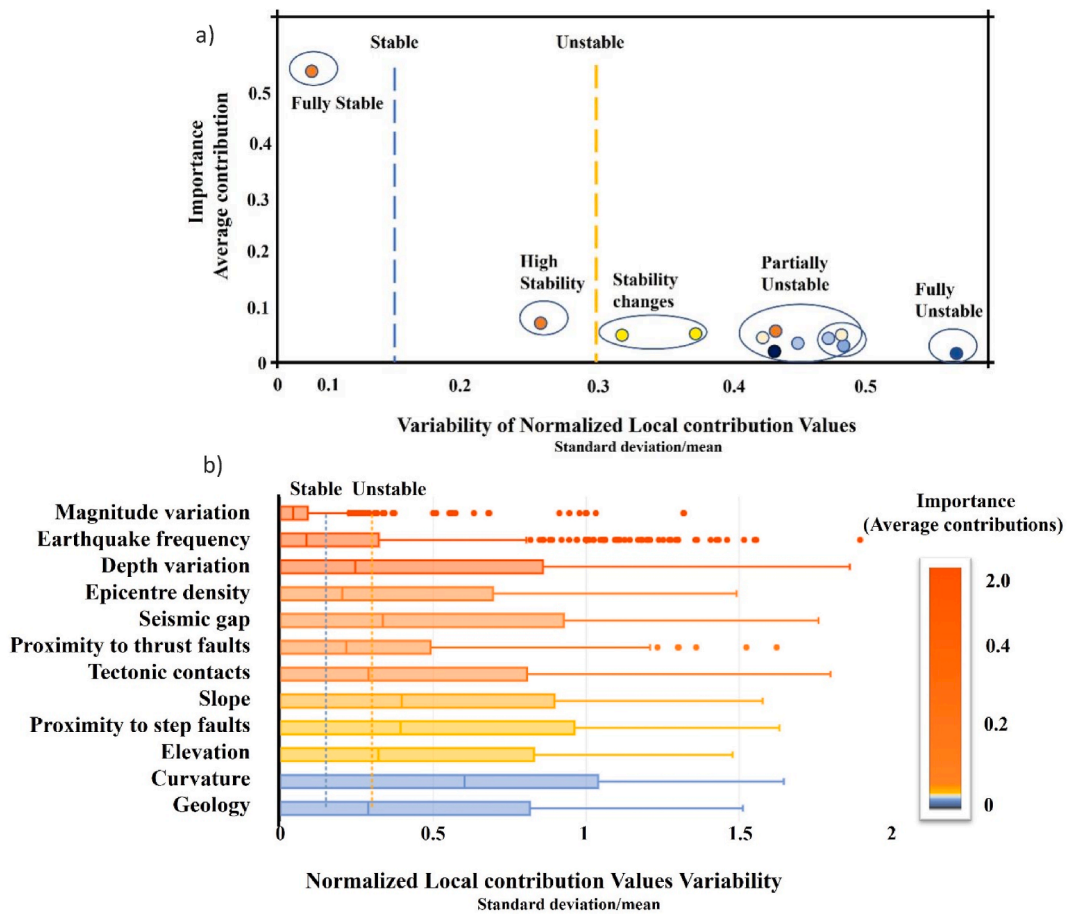 a)
Importance
Average contribution
Stable
Unstable
Fully Stable
High
Stability
Stability
changes
Partially
Unstable
Fully
Unstable
0.5
0.4
0.3
0.2
0.1
0
0 0.1 0.2 0.3 0.4 0.5
Variability of Normalized Local contribution Values
Standard deviation/mean
b)
Stable Unstable
Magnitude variation
Earthquake frequency
Depth variation
Epicentre density
Seismic gap
Proximity to thrust faults
Tectonic contacts
Slope
Proximity to step faults
Elevation
Curvature
Geology
0 0.5 1 1.5 2
Normalized Local contribution Values Variability
Standard deviation/mean
Importance
(Average contributions)
2.0
0.4
0.2
0